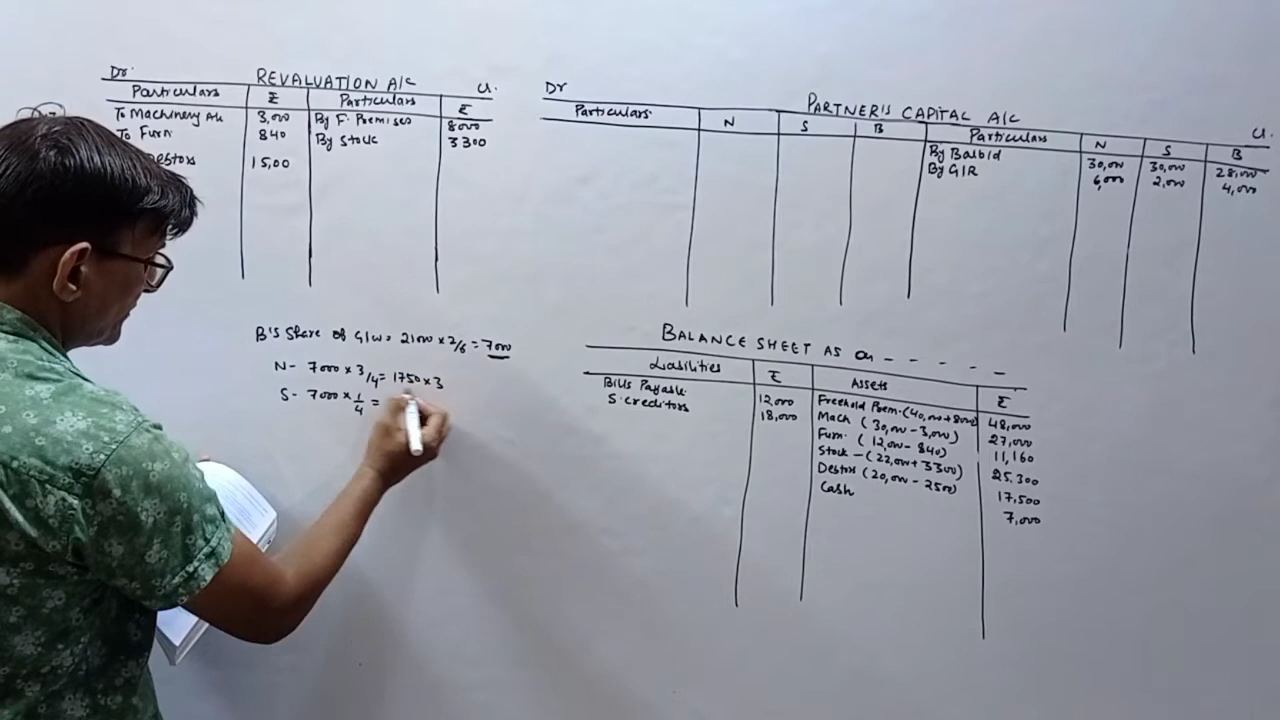 Dr. REVALUATION A/C Cr.
Particulars ₹ Particulars ₹
To Machinery A/c 3,000 By F. Premises 8000
To Furn 840 By Stock 3300
Debtors 15,00
Dr PARTNER'S CAPITAL A/C Cr.
Particulars N S B Particulars N S B
By Bal b/d 30,000 30,000 28,000
By G/R 6,000 2,000 4,000
B's Share of G/W = 21000 × 2/6 = 7000
N - 7000 × 3/4 = 1750 × 3
S - 7000 × 1/4 =
BALANCE SHEET AS on - - - - -
Liabilities ₹ Assets ₹
Bills Payable 12,000 Freehold Prem. (40,000 + 8000) 48,000
S. creditors 18,000 Mach (30,000 - 3,000) 27,000
Furn. (12,000 - 840) 11,160
Stock - (22,000 + 3300) 25,300
Debtors (20,000 - 2500) 17,500
Cash 7,000